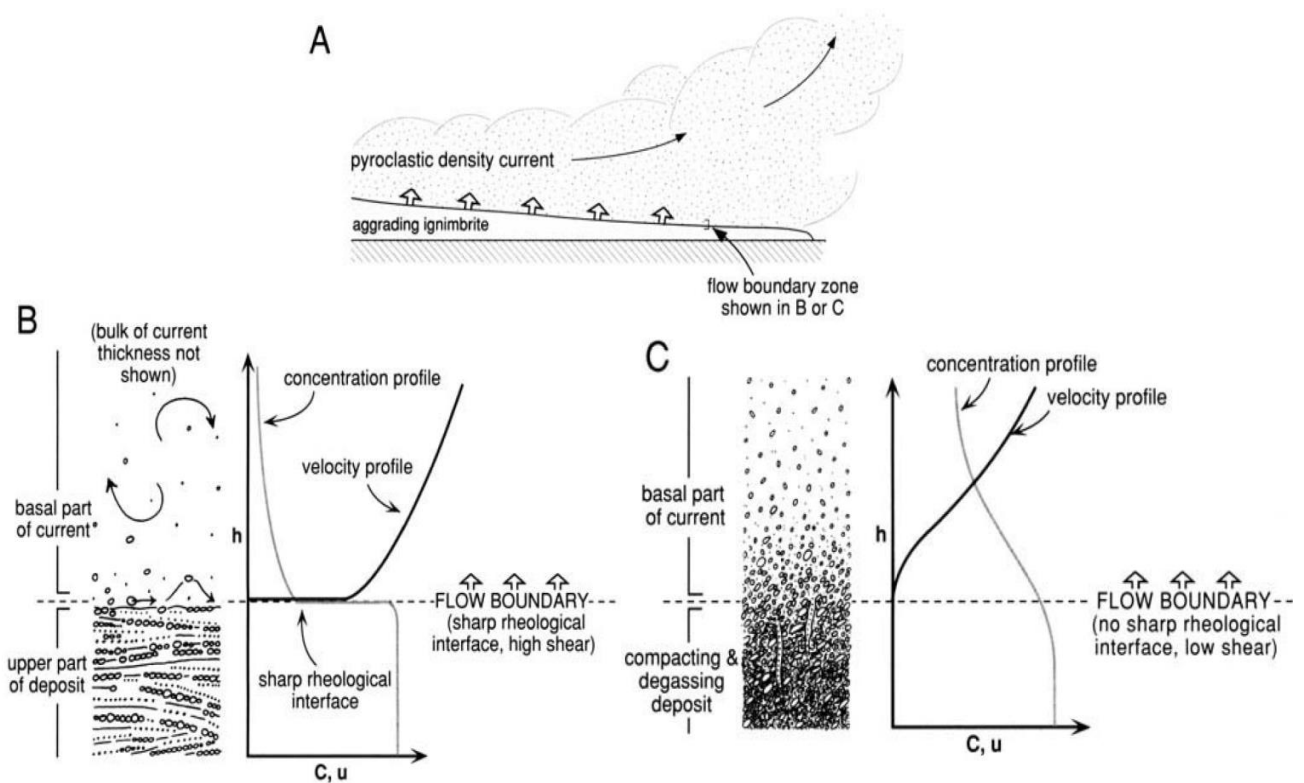 A
pyroclastic density current
aggrading ignimbrite
flow boundary zone
shown in B or C
B
(bulk of current
thickness not
shown)
concentration profile
velocity profile
basal part
of current
h
FLOW BOUNDARY
(sharp rheological
interface, high shear)
upper part
of deposit
sharp rheological
interface
C, u
C
concentration profile
velocity profile
basal part
of current
h
FLOW BOUNDARY
(no sharp rheological
interface, low shear)
compacting &
degassing
deposit
C, u